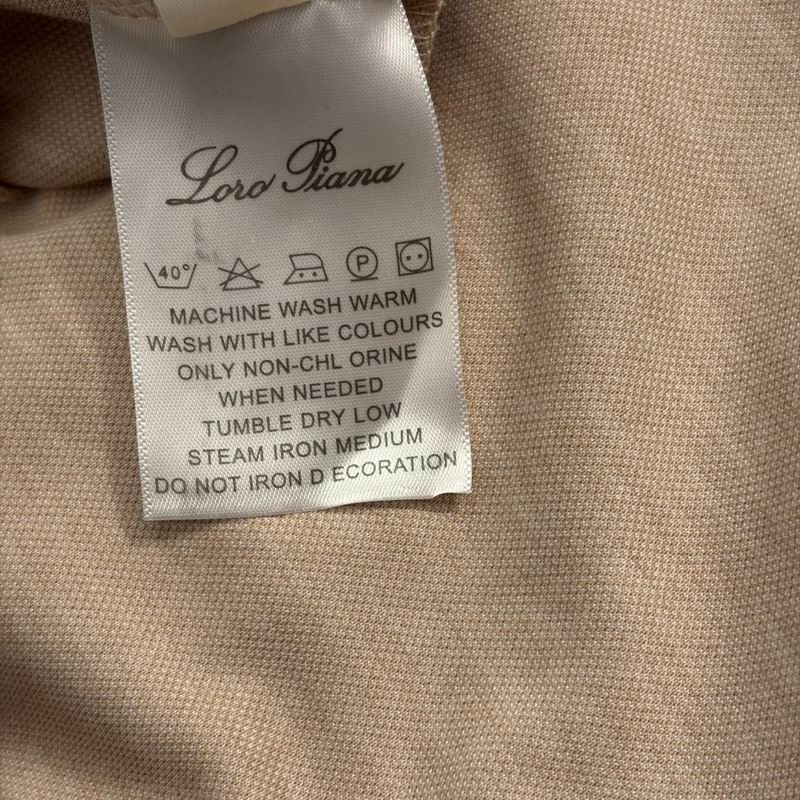 Loro Piana
40° P
MACHINE WASH WARM
WASH WITH LIKE COLOURS
ONLY NON-CHL ORINE
WHEN NEEDED
TUMBLE DRY LOW
STEAM IRON MEDIUM
DO NOT IRON D ECORATION